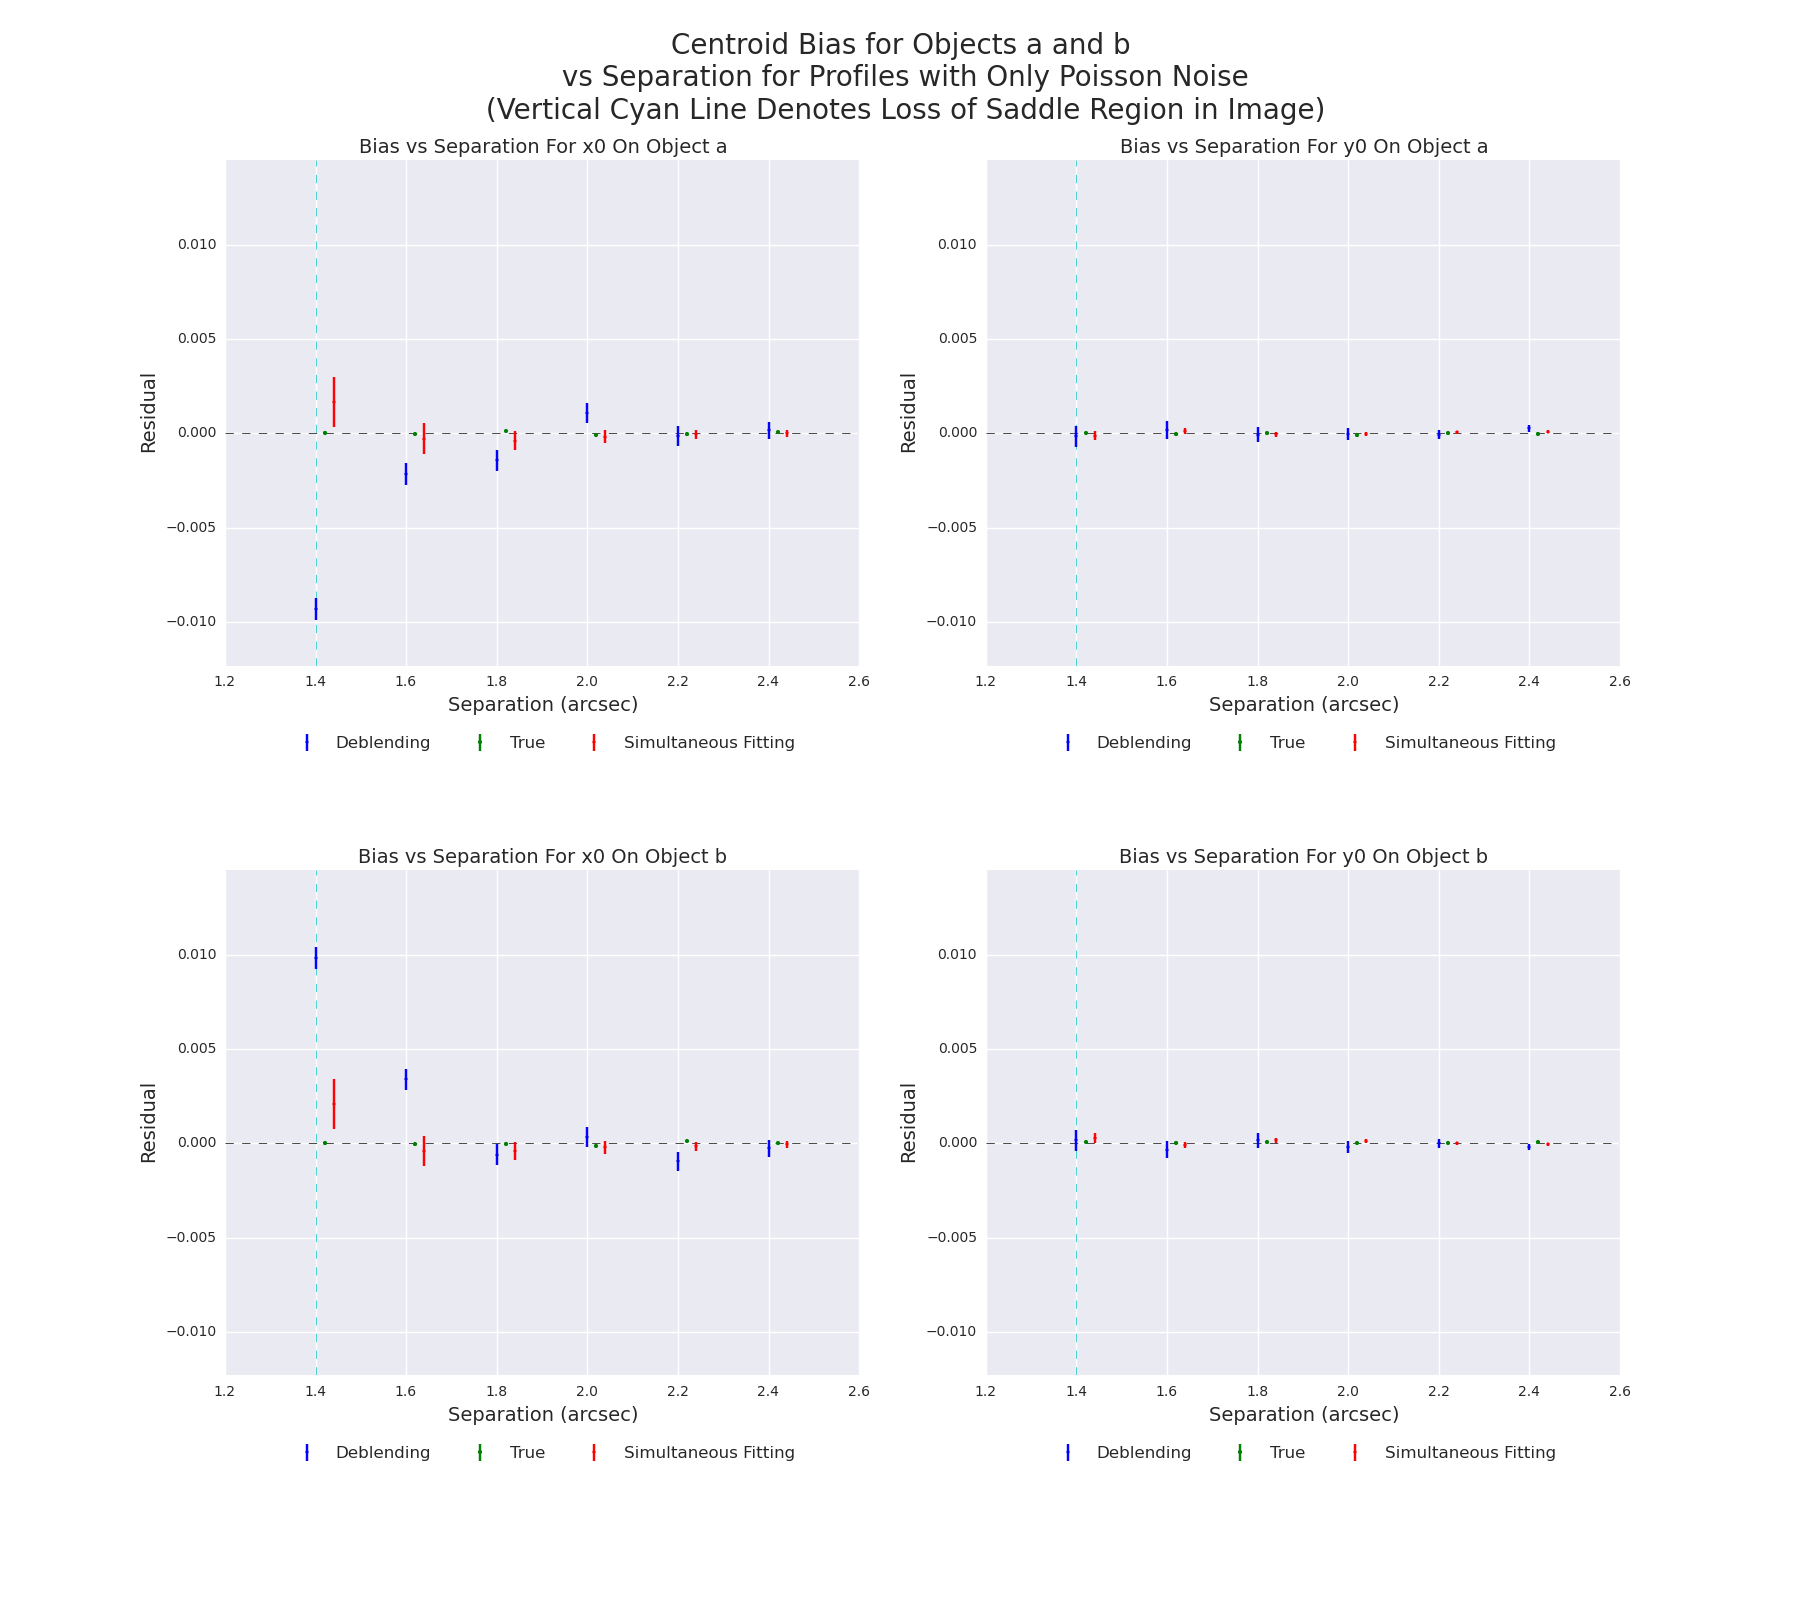 Centroid Bias for Objects a and b
vs Separation for Profiles with Only Poisson Noise
(Vertical Cyan Line Denotes Loss of Saddle Region in Image)
Bias vs Separation For x0 On Object a
0.010
0.005
0.000
−0.005
−0.010
Residual
1.2 1.4 1.6 1.8 2.0 2.2 2.4 2.6
Separation (arcsec)
Deblending True Simultaneous Fitting
Bias vs Separation For y0 On Object a
0.010
0.005
0.000
−0.005
−0.010
Residual
1.2 1.4 1.6 1.8 2.0 2.2 2.4 2.6
Separation (arcsec)
Deblending True Simultaneous Fitting
Bias vs Separation For x0 On Object b
0.010
0.005
0.000
−0.005
−0.010
Residual
1.2 1.4 1.6 1.8 2.0 2.2 2.4 2.6
Separation (arcsec)
Deblending True Simultaneous Fitting
Bias vs Separation For y0 On Object b
0.010
0.005
0.000
−0.005
−0.010
Residual
1.2 1.4 1.6 1.8 2.0 2.2 2.4 2.6
Separation (arcsec)
Deblending True Simultaneous Fitting